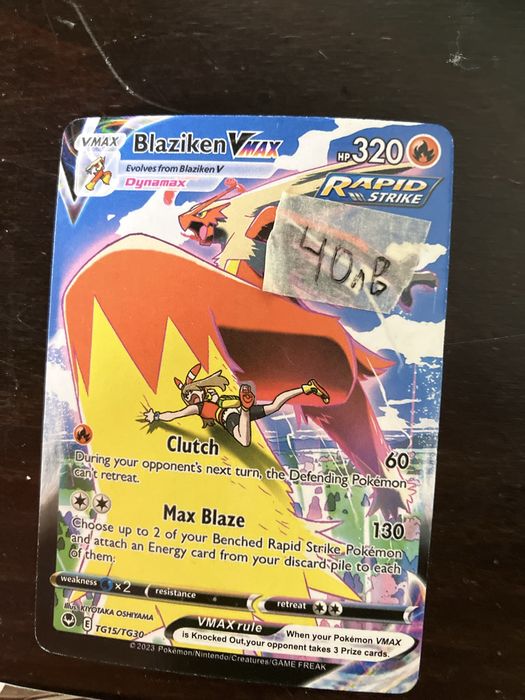 VMAX Blaziken VMAX HP 320
Evolves from Blaziken V
Dynamax
RAPID
STRIKE
40лв
Clutch 60
During your opponent's next turn, the Defending Pokémon
can't retreat.
Max Blaze 130
Choose up to 2 of your Benched Rapid Strike Pokémon
and attach an Energy card from your discard pile to each
of them:
weakness ×2 resistance retreat
Illus. KIYOTAKA OSHIYAMA
E TG15/TG30
VMAX rule When your Pokémon VMAX
is Knocked Out,your opponent takes 3 Prize cards.
© 2023 Pokémon/Nintendo/Creatures/GAME FREAK